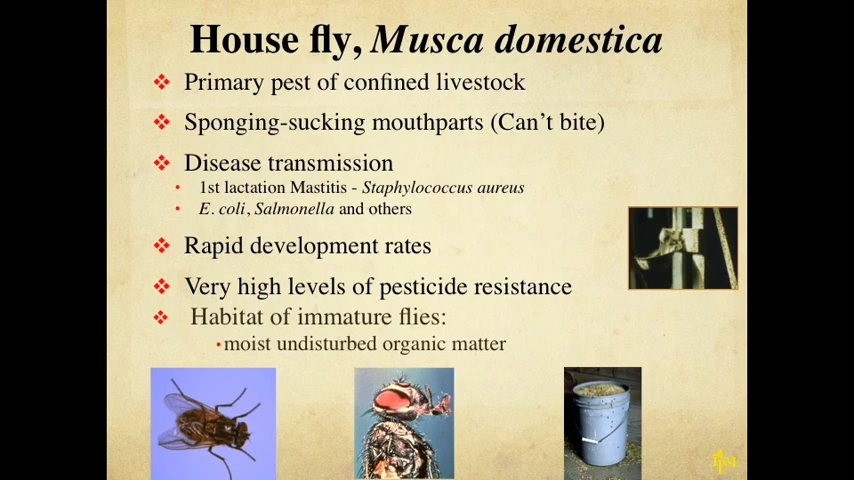 House fly, Musca domestica
Primary pest of confined livestock
Sponging-sucking mouthparts (Can't bite)
Disease transmission
1st lactation Mastitis - Staphylococcus aureus
E. coli, Salmonella and others
Rapid development rates
Very high levels of pesticide resistance
Habitat of immature flies:
moist undisturbed organic matter
IPM